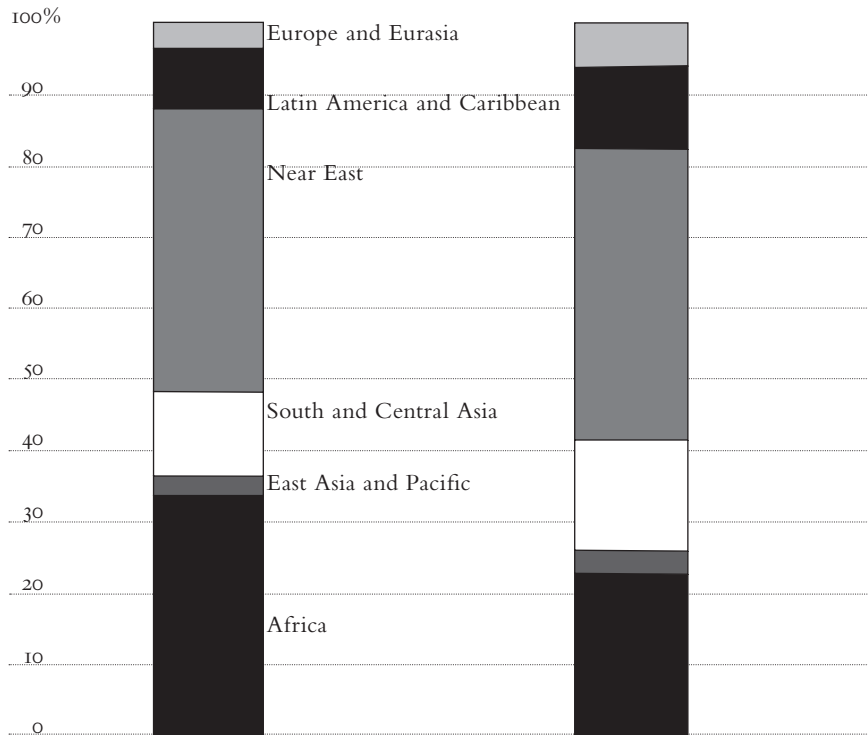 100%
Europe and Eurasia
90
Latin America and Caribbean
80
Near East
70
60
50
South and Central Asia
40
East Asia and Pacific
30
20
Africa
10
0